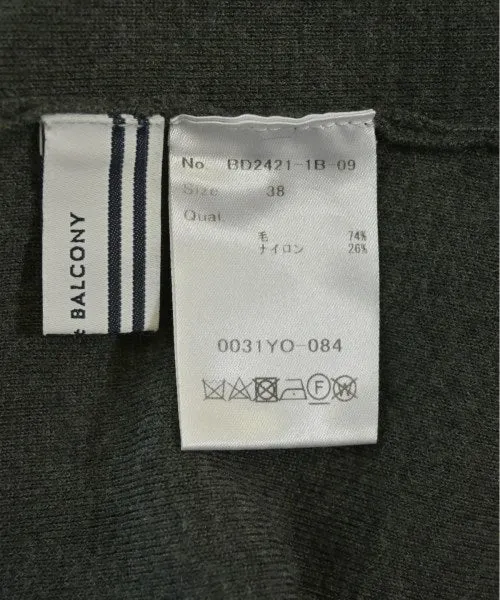 No. BD2421-1B-09
Size 38
Qual.
毛 74%
ナイロン 26%
0031YO-084
BALCONY